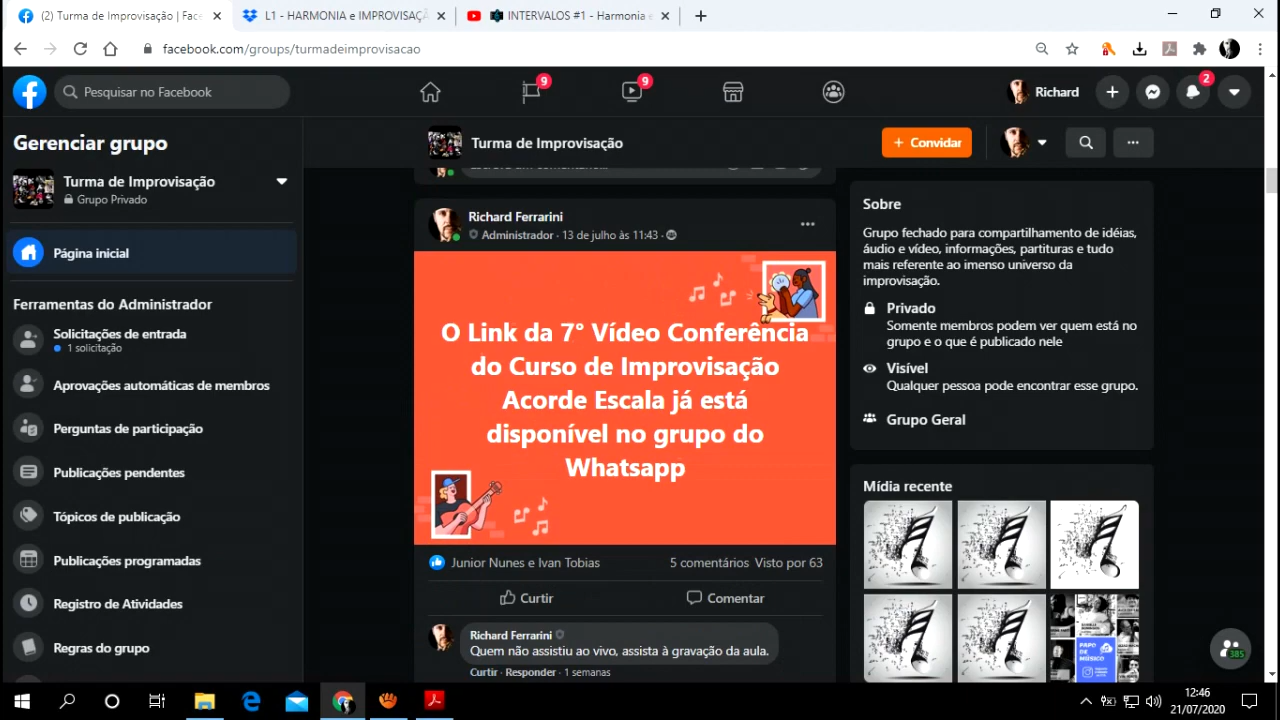 (2) Turma de Improvisação | Face
L1 - HARMONIA e IMPROVISAÇÃ
INTERVALOS #1 - Harmonia e
facebook.com/groups/turmadeimprovisacao
Pesquisar no Facebook
9
9
Richard
2
Gerenciar grupo
Turma de Improvisação
Grupo Privado
Página inicial
Ferramentas do Administrador
Solicitações de entrada
1 solicitação
Aprovações automáticas de membros
Perguntas de participação
Publicações pendentes
Tópicos de publicação
Publicações programadas
Registro de Atividades
Regras do grupo
Turma de Improvisação
+ Convidar
Richard Ferrarini
Administrador · 13 de julho às 11:43 ·
O Link da 7° Vídeo Conferência
do Curso de Improvisação
Acorde Escala já está
disponível no grupo do
Whatsapp
Junior Nunes e Ivan Tobias
5 comentários Visto por 63
Curtir
Comentar
Richard Ferrarini
Quem não assistiu ao vivo, assista à gravação da aula.
Curtir · Responder · 1 semanas
Sobre
Grupo fechado para compartilhamento de idéias,
áudio e vídeo, informações, partituras e tudo
mais referente ao imenso universo da
improvisação.
Privado
Somente membros podem ver quem está no
grupo e o que é publicado nele
Visível
Qualquer pessoa pode encontrar esse grupo.
Grupo Geral
Mídia recente
PAPO
DE
MÚSICO
385
12:46
21/07/2020